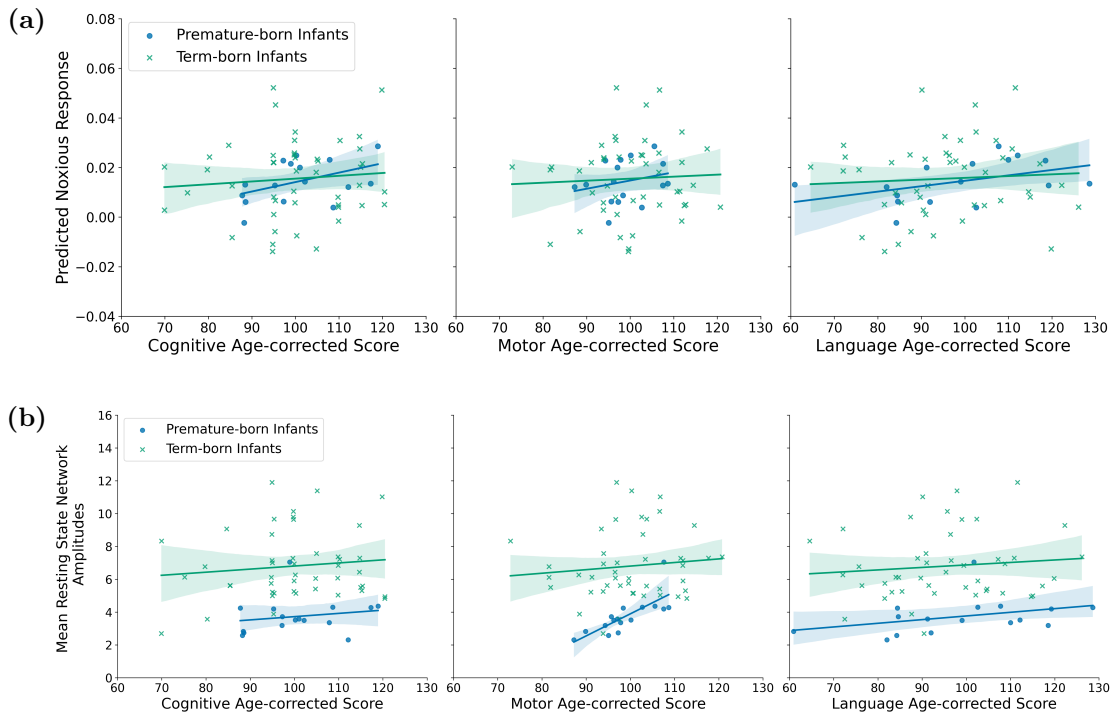 (a)
Premature-born Infants
Term-born Infants
Predicted Noxious Response
0.08
0.06
0.04
0.02
0.00
−0.02
−0.04
60 70 80 90 100 110 120 130
60 70 80 90 100 110 120 130
60 70 80 90 100 110 120 130
Cognitive Age-corrected Score
Motor Age-corrected Score
Language Age-corrected Score
(b)
Premature-born Infants
Term-born Infants
Mean Resting State Network
Amplitudes
16
14
12
10
8
6
4
2
0
60 70 80 90 100 110 120 130
60 70 80 90 100 110 120 130
60 70 80 90 100 110 120 130
Cognitive Age-corrected Score
Motor Age-corrected Score
Language Age-corrected Score